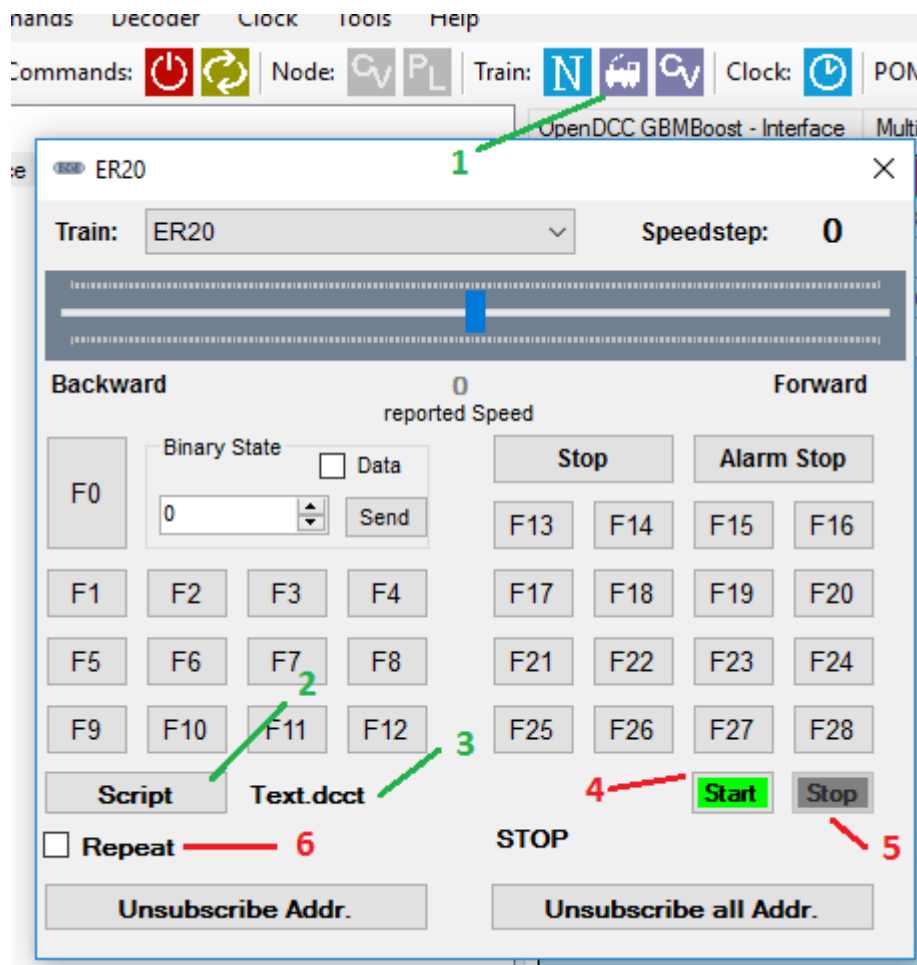 Decoder Clock Tools Help
Commands: Node: CV PL Train: N CV Clock: POM
OpenDCC GBMBoost - Interface Multi
1
ER20
Train: ER20 Speedstep: 0
Backward 0 Forward
reported Speed
Binary State Data Stop Alarm Stop
F0 0 Send
F13 F14 F15 F16
F1 F2 F3 F4 F17 F18 F19 F20
F5 F6 F7 F8 F21 F22 F23 F24
2
F9 F10 F11 F12 3 F25 F26 F27 F28
Script Text.dcct 4 Start Stop
Repeat 6 STOP 5
Unsubscribe Addr. Unsubscribe all Addr.